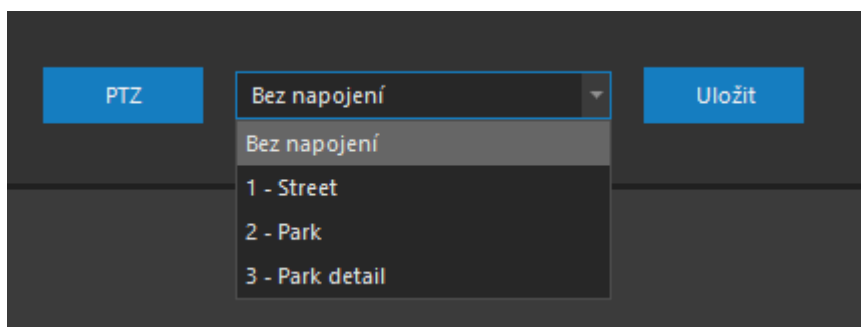 PTZ
Bez napojení
Uložit
Bez napojení
1 - Street
2 - Park
3 - Park detail